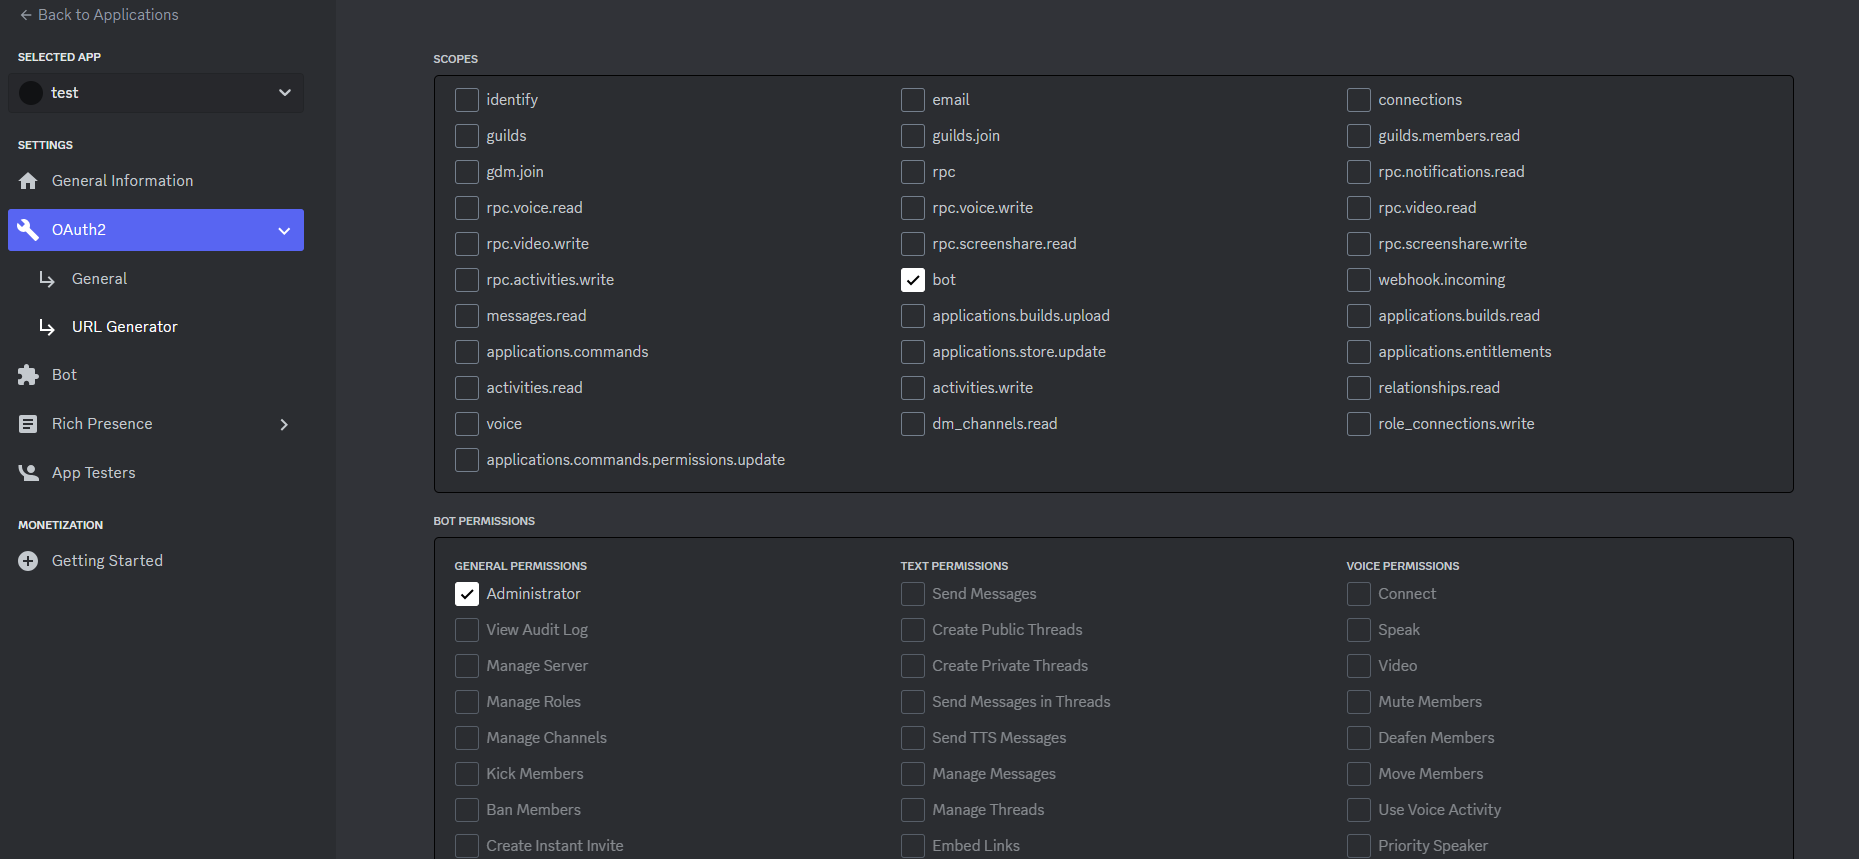 Back to Applications
SELECTED APP
test
SETTINGS
General Information
OAuth2
General
URL Generator
Bot
Rich Presence
App Testers
MONETIZATION
Getting Started
SCOPES
identify
email
connections
guilds
guilds.join
guilds.members.read
gdm.join
rpc
rpc.notifications.read
rpc.voice.read
rpc.voice.write
rpc.video.read
rpc.video.write
rpc.screenshare.read
rpc.screenshare.write
rpc.activities.write
bot
webhook.incoming
messages.read
applications.builds.upload
applications.builds.read
applications.commands
applications.store.update
applications.entitlements
activities.read
activities.write
relationships.read
voice
dm_channels.read
role_connections.write
applications.commands.permissions.update
BOT PERMISSIONS
GENERAL PERMISSIONS
Administrator
View Audit Log
Manage Server
Manage Roles
Manage Channels
Kick Members
Ban Members
Create Instant Invite
TEXT PERMISSIONS
Send Messages
Create Public Threads
Create Private Threads
Send Messages in Threads
Send TTS Messages
Manage Messages
Manage Threads
Embed Links
VOICE PERMISSIONS
Connect
Speak
Video
Mute Members
Deafen Members
Move Members
Use Voice Activity
Priority Speaker